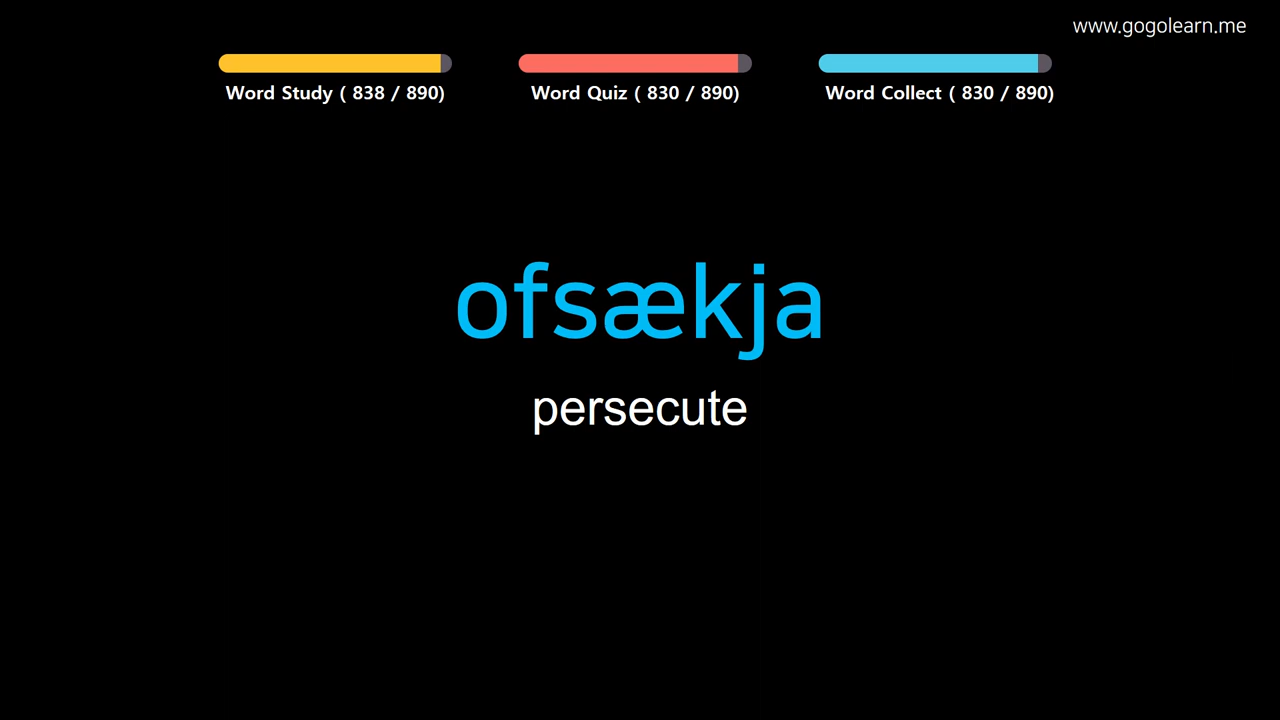 www.gogolearn.me
Word Study ( 838 / 890)
Word Quiz ( 830 / 890)
Word Collect ( 830 / 890)
ofsækja
persecute